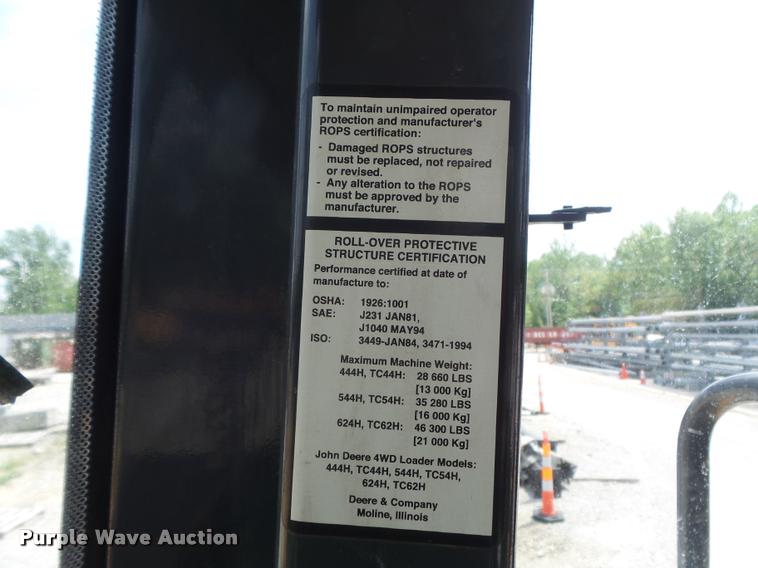 To maintain unimpaired operator
protection and manufacturer's
ROPS certification:
- Damaged ROPS structures
must be replaced, not repaired
or revised.
- Any alteration to the ROPS
must be approved by the
manufacturer.
ROLL-OVER PROTECTIVE
STRUCTURE CERTIFICATION
Performance certified at date of
manufacture to:
OSHA: 1926:1001
SAE: J231 JAN81,
J1040 MAY94
ISO: 3449-JAN84, 3471-1994
Maximum Machine Weight:
444H, TC44H: 28 660 LBS
[13 000 Kg]
544H, TC54H: 35 280 LBS
[16 000 Kg]
624H, TC62H: 46 300 LBS
[21 000 Kg]
John Deere 4WD Loader Models:
444H, TC44H, 544H, TC54H,
624H, TC62H
Deere & Company
Moline, Illinois
Purple Wave Auction